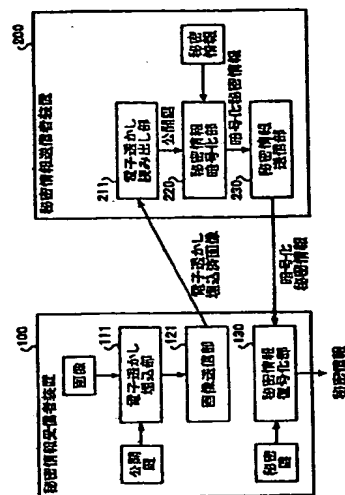 200
秘密情報送信者装置
211
電子透かし
読み出し部
公開鍵
秘密
情報
220
秘密情報
暗号化部
暗号化秘密情報
230
秘密情報
送信部
電子透かし
埋込済画像
暗号化
秘密情報
100
秘密情報受信者装置
画像
111
電子透かし
埋込部
公開
鍵
121
画像送信部
130
秘密情報
復号化部
秘密
鍵
秘密情報